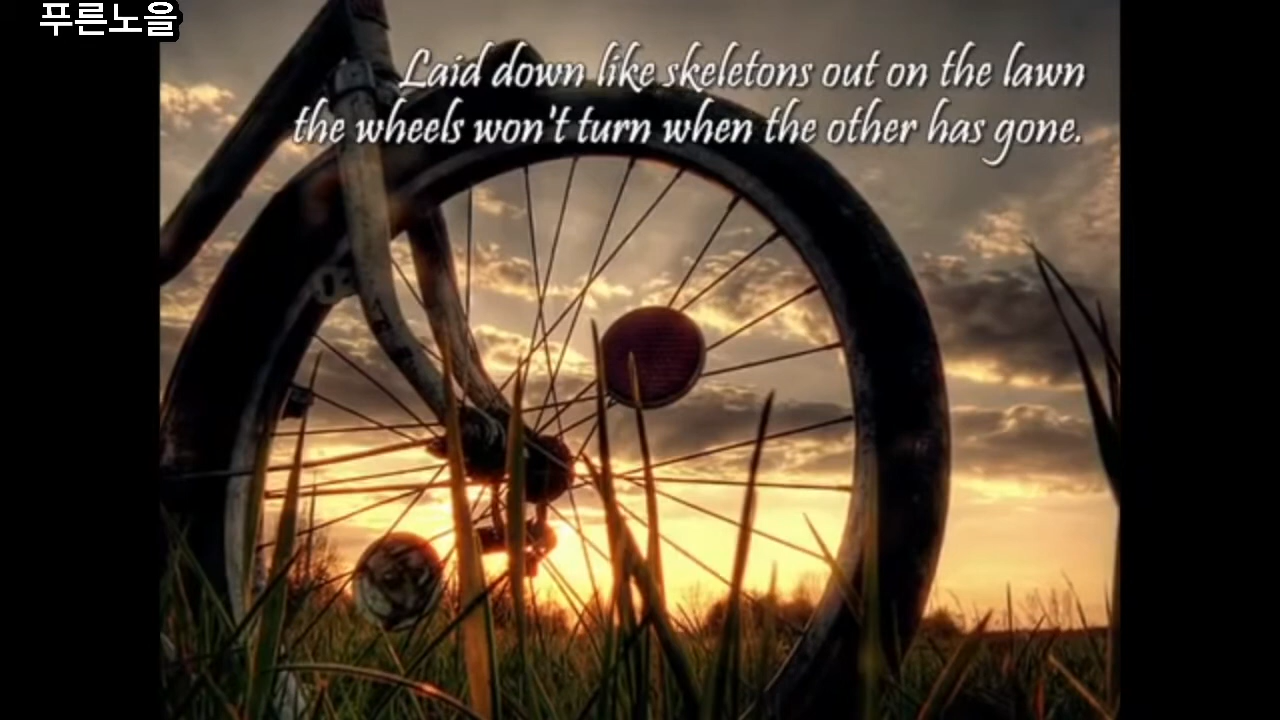 푸른노을
Laid down like skeletons out on the lawn
the wheels won't turn when the other has gone.